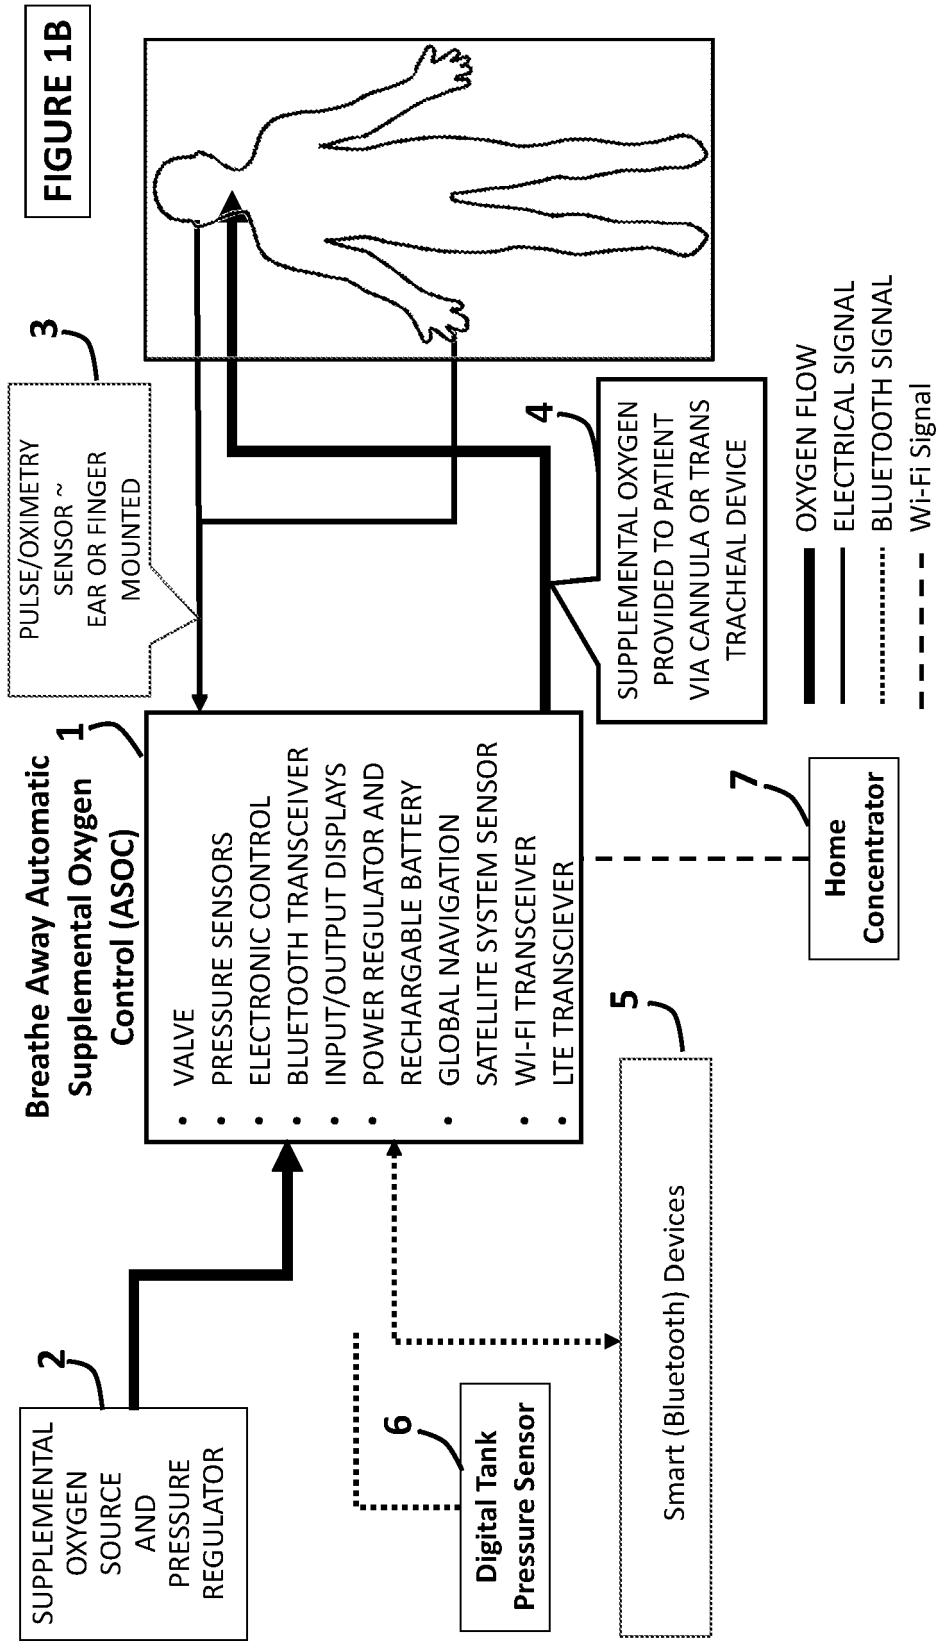 FIGURE 1B
SUPPLEMENTAL
OXYGEN
SOURCE
AND
PRESSURE
REGULATOR
2
Breathe Away Automatic
Supplemental Oxygen
Control (ASOC)
1
• VALVE
• PRESSURE SENSORS
• ELECTRONIC CONTROL
• BLUETOOTH TRANSCEIVER
• INPUT/OUTPUT DISPLAYS
• POWER REGULATOR AND
RECHARGABLE BATTERY
• GLOBAL NAVIGATION
SATELLITE SYSTEM SENSOR
• WI-FI TRANSCEIVER
• LTE TRANSCIEVER
PULSE/OXIMETRY
SENSOR ~
EAR OR FINGER
MOUNTED
3
4
SUPPLEMENTAL OXYGEN
PROVIDED TO PATIENT
VIA CANNULA OR TRANS
TRACHEAL DEVICE
6
Digital Tank
Pressure Sensor
5
Smart (Bluetooth) Devices
7
Home
Concentrator
OXYGEN FLOW
ELECTRICAL SIGNAL
BLUETOOTH SIGNAL
Wi-Fi Signal